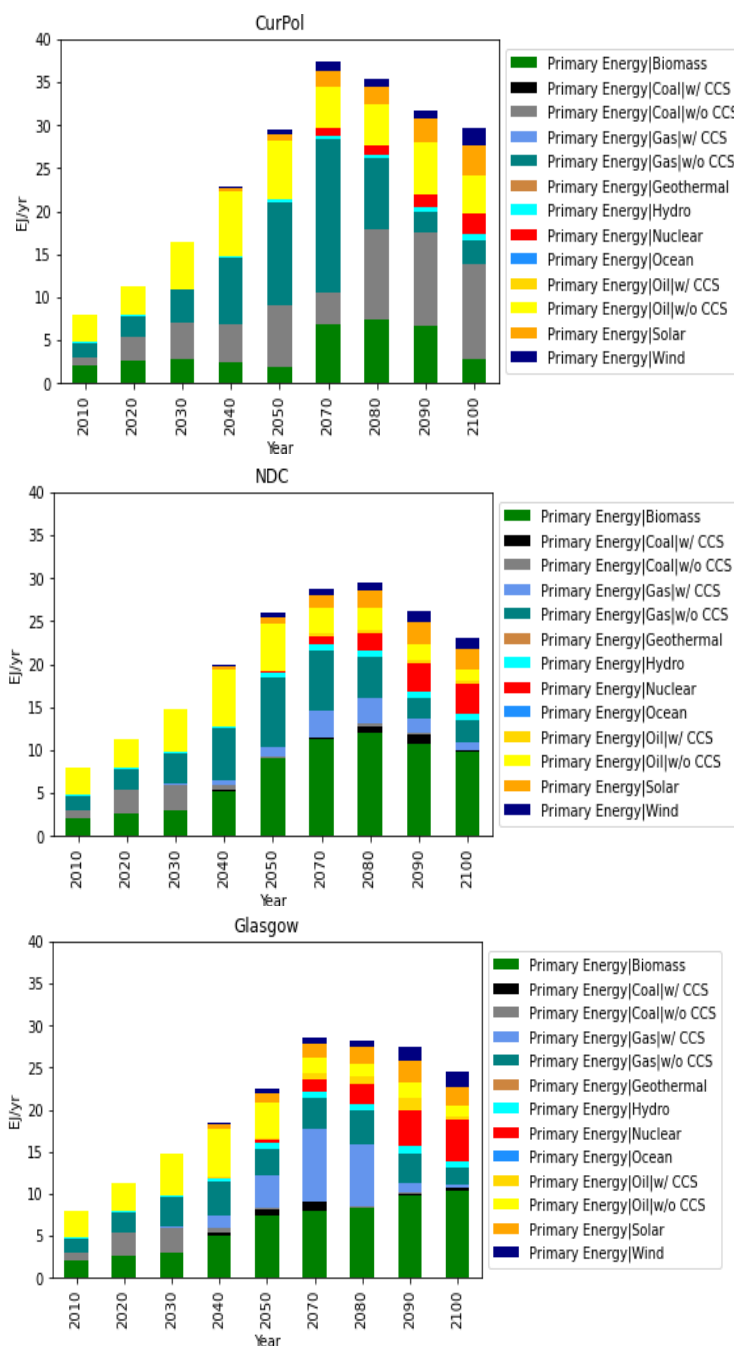 CurPol
40
35
30
25
20
15
10
5
0
EJ/yr
2010
2020
2030
2040
2050
2070
2080
2090
2100
Year
Primary Energy|Biomass
Primary Energy|Coal|w/ CCS
Primary Energy|Coal|w/o CCS
Primary Energy|Gas|w/ CCS
Primary Energy|Gas|w/o CCS
Primary Energy|Geothermal
Primary Energy|Hydro
Primary Energy|Nuclear
Primary Energy|Ocean
Primary Energy|Oil|w/ CCS
Primary Energy|Oil|w/o CCS
Primary Energy|Solar
Primary Energy|Wind
NDC
40
35
30
25
20
15
10
5
0
EJ/yr
2010
2020
2030
2040
2050
2070
2080
2090
2100
Year
Primary Energy|Biomass
Primary Energy|Coal|w/ CCS
Primary Energy|Coal|w/o CCS
Primary Energy|Gas|w/ CCS
Primary Energy|Gas|w/o CCS
Primary Energy|Geothermal
Primary Energy|Hydro
Primary Energy|Nuclear
Primary Energy|Ocean
Primary Energy|Oil|w/ CCS
Primary Energy|Oil|w/o CCS
Primary Energy|Solar
Primary Energy|Wind
Glasgow
40
35
30
25
20
15
10
5
0
EJ/yr
2010
2020
2030
2040
2050
2070
2080
2090
2100
Year
Primary Energy|Biomass
Primary Energy|Coal|w/ CCS
Primary Energy|Coal|w/o CCS
Primary Energy|Gas|w/ CCS
Primary Energy|Gas|w/o CCS
Primary Energy|Geothermal
Primary Energy|Hydro
Primary Energy|Nuclear
Primary Energy|Ocean
Primary Energy|Oil|w/ CCS
Primary Energy|Oil|w/o CCS
Primary Energy|Solar
Primary Energy|Wind